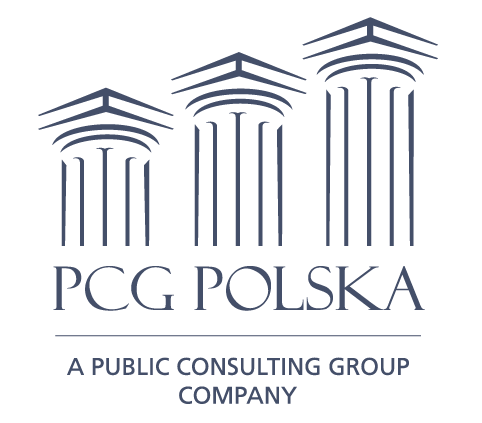 PCG POLSKA
A PUBLIC CONSULTING GROUP
COMPANY